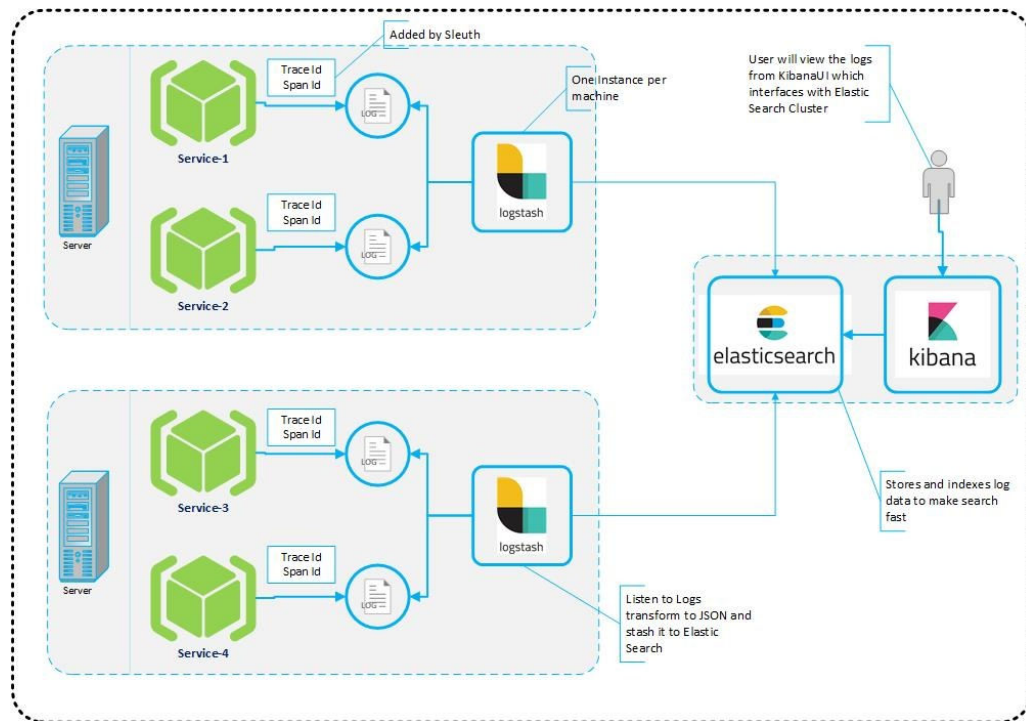 Added by Sleuth
Trace Id
Span Id
LOG
Service-1
One Instance per
machine
logstash
User will view the logs
from KibanaUI which
interfaces with Elastic
Search Cluster
Trace Id
Span Id
LOG
Service-2
Server
elasticsearch
kibana
Trace Id
Span Id
LOG
Service-3
logstash
Stores and indexes log
data to make search
fast
Trace Id
Span Id
LOG
Service-4
Server
Listen to Logs
transform to JSON and
stash it to Elastic
Search